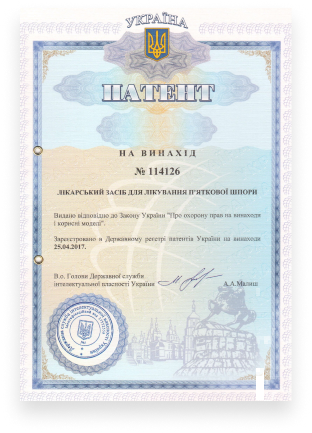 УКРАЇНА
ПАТЕНТ
НА ВИНАХІД
№ 114126
ЛІКАРСЬКИЙ ЗАСІБ ДЛЯ ЛІКУВАННЯ П'ЯТКОВОЇ ШПОРИ
Видано відповідно до Закону України "Про охорону прав на винаходи
і корисні моделі".
Зареєстровано в Державному реєстрі патентів України на винаходи
25.04.2017.
В.о. Голови Державної служби
інтелектуальної власності України
А.А.Малиш